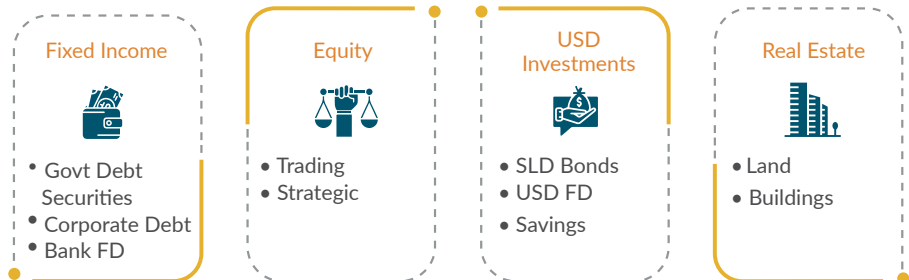 Fixed Income
• Govt Debt
Securities
• Corporate Debt
• Bank FD
Equity
• Trading
• Strategic
USD
Investments
$
• SLD Bonds
• USD FD
• Savings
Real Estate
• Land
• Buildings